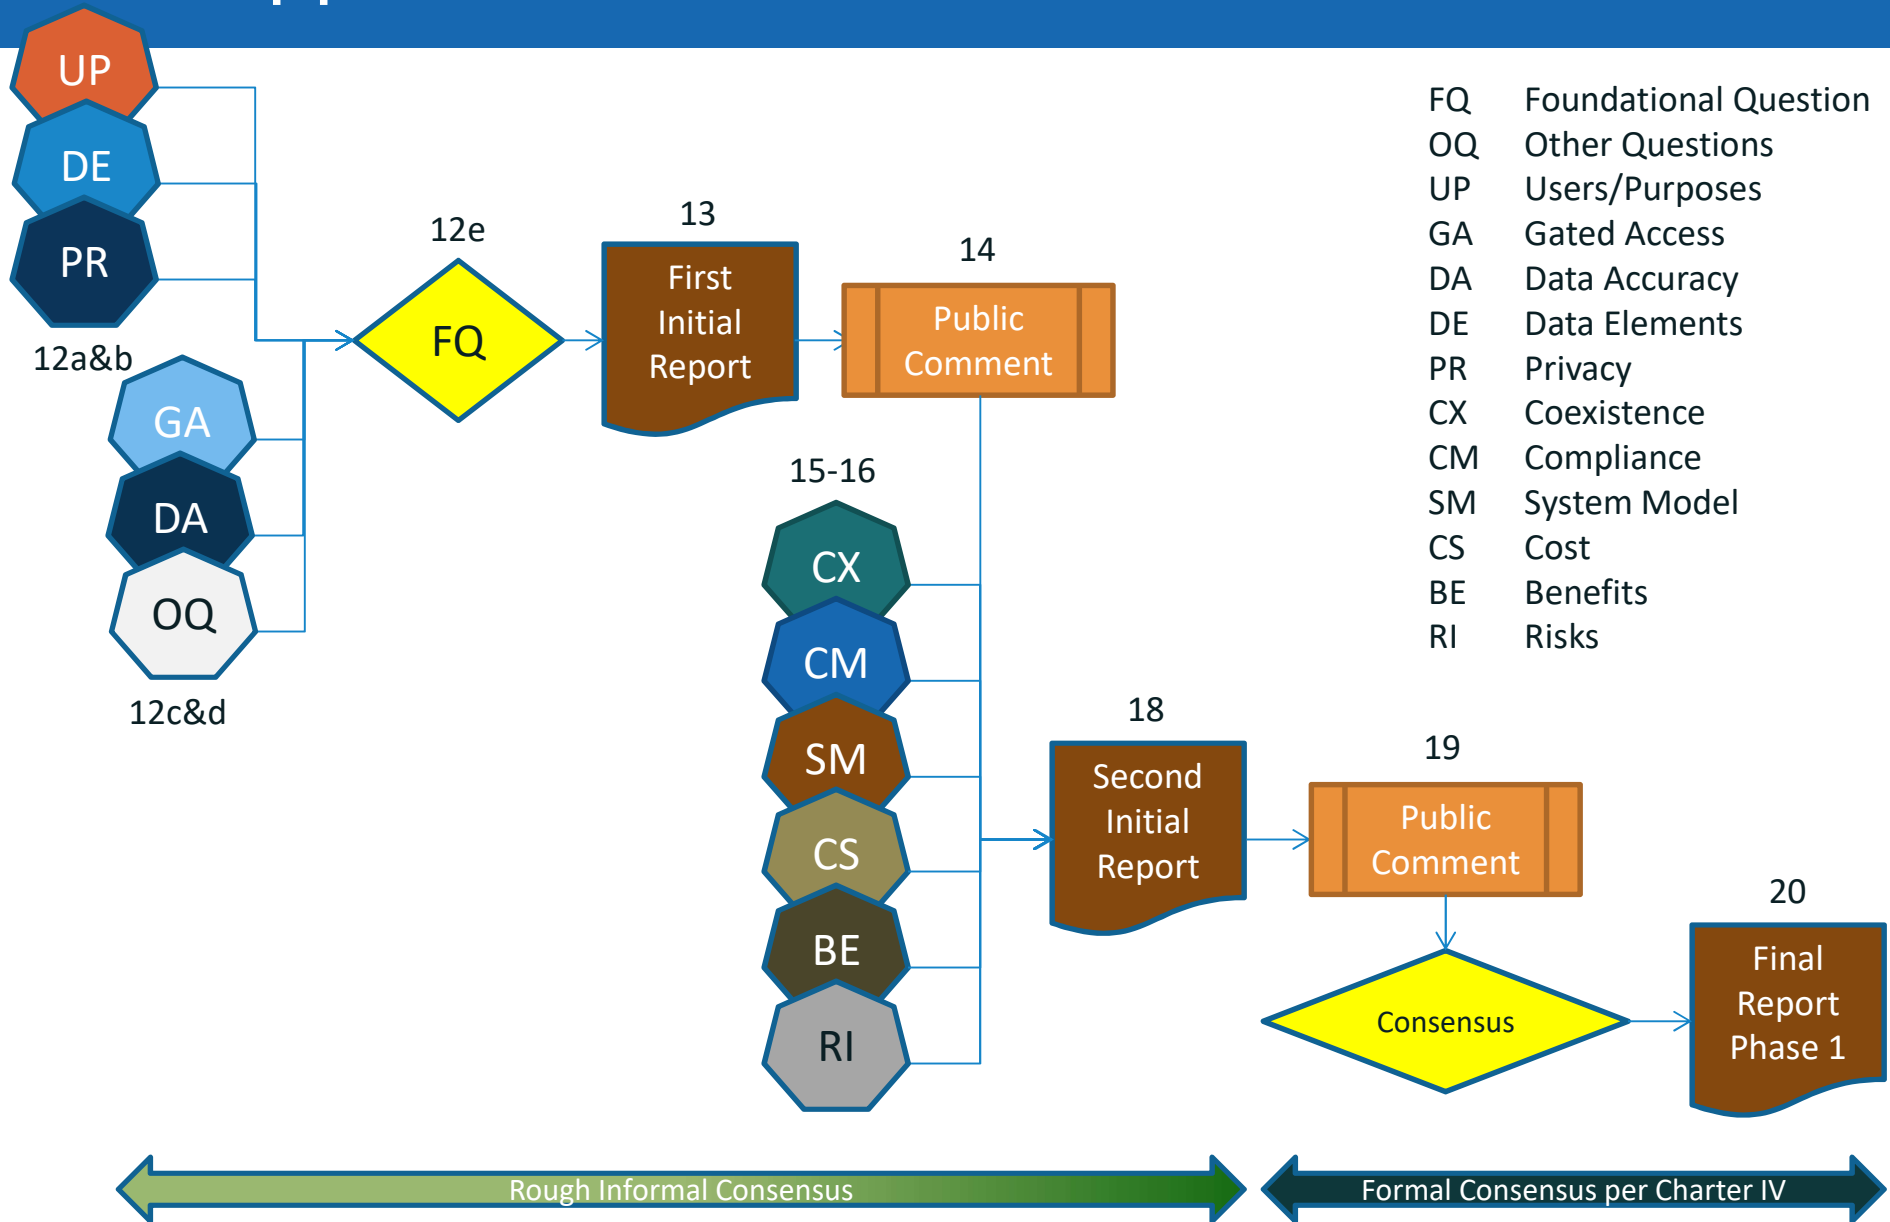 UP
DE
PR
12a&b
GA
DA
OQ
12c&d
12e
FQ
13
First
Initial
Report
14
Public
Comment
15-16
CX
CM
SM
CS
BE
RI
18
Second
Initial
Report
19
Public
Comment
Consensus
20
Final
Report
Phase 1
FQ Foundational Question
OQ Other Questions
UP Users/Purposes
GA Gated Access
DA Data Accuracy
DE Data Elements
PR Privacy
CX Coexistence
CM Compliance
SM System Model
CS Cost
BE Benefits
RI Risks
Rough Informal Consensus
Formal Consensus per Charter IV